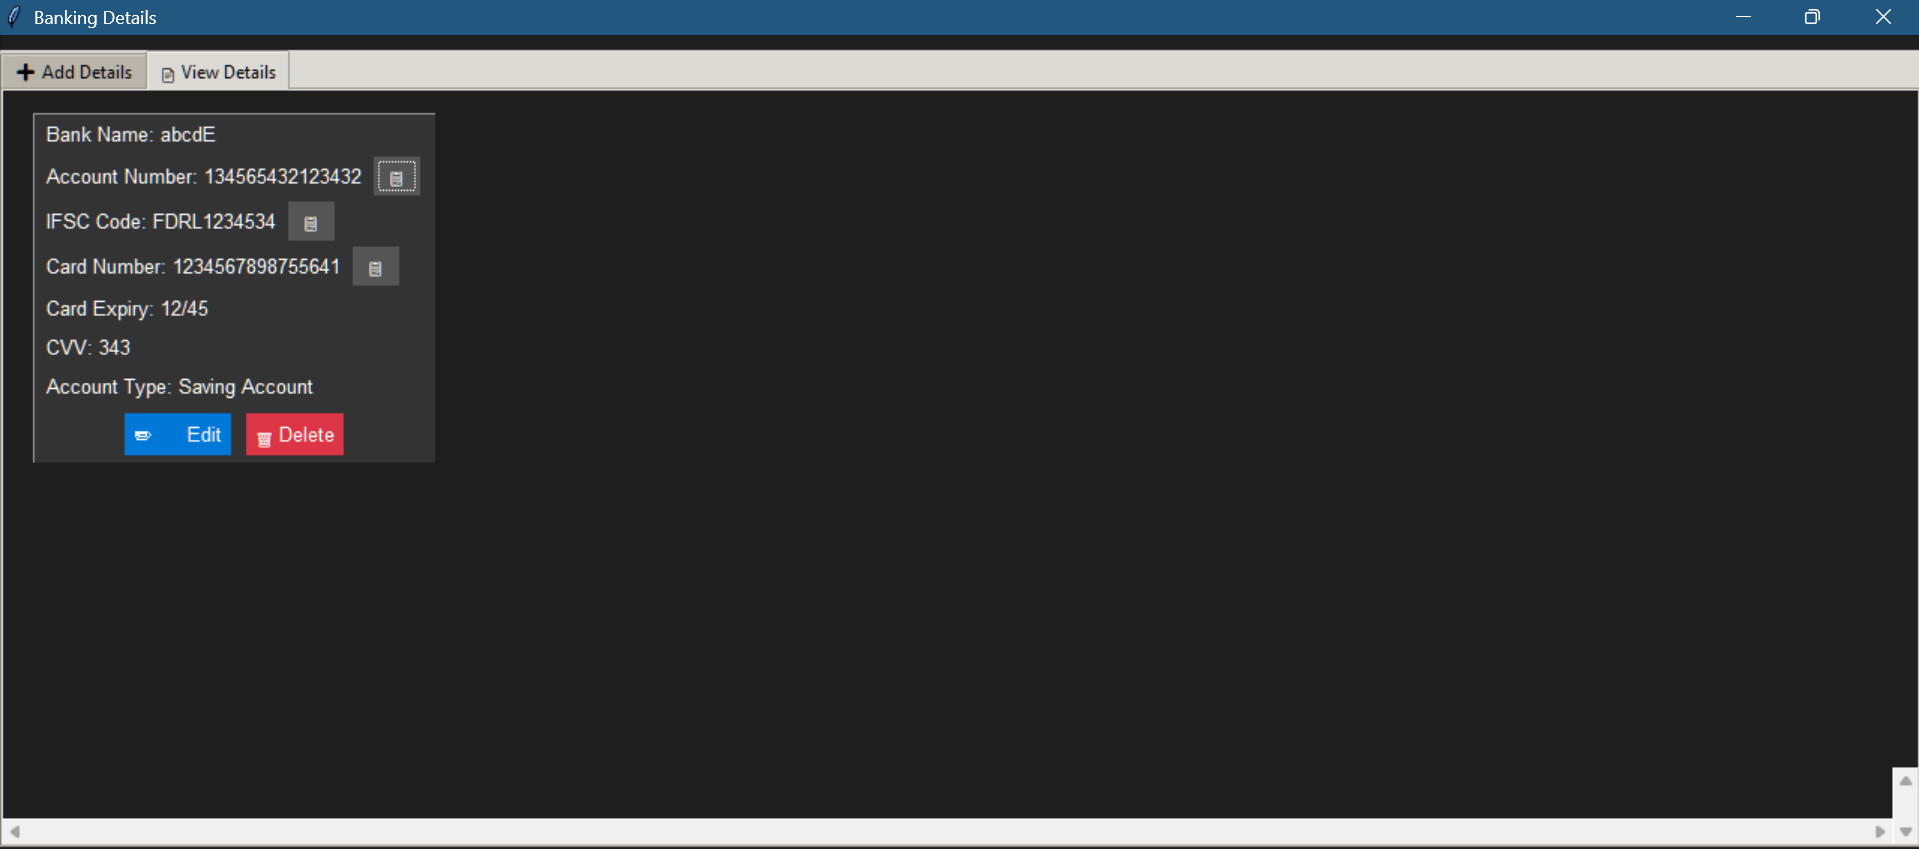 Banking Details
Add Details View Details
Bank Name: abcdE
Account Number: 134565432123432
IFSC Code: FDRL1234534
Card Number: 1234567898755641
Card Expiry: 12/45
CVV: 343
Account Type: Saving Account
Edit Delete